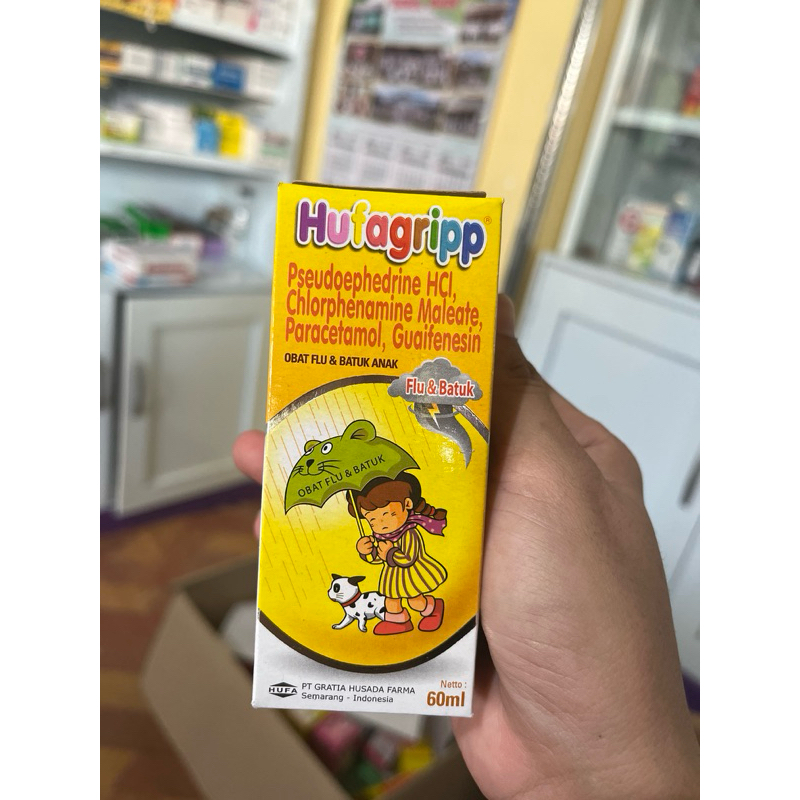 Hufagripp®
Pseudoephedrine HCl,
Chlorphenamine Maleate,
Paracetamol, Guaifenesin
OBAT FLU & BATUK ANAK
Flu & Batuk
OBAT FLU & BATUK
HUFA
PT GRATIA HUSADA FARMA
Semarang - Indonesia
Netto :
60ml